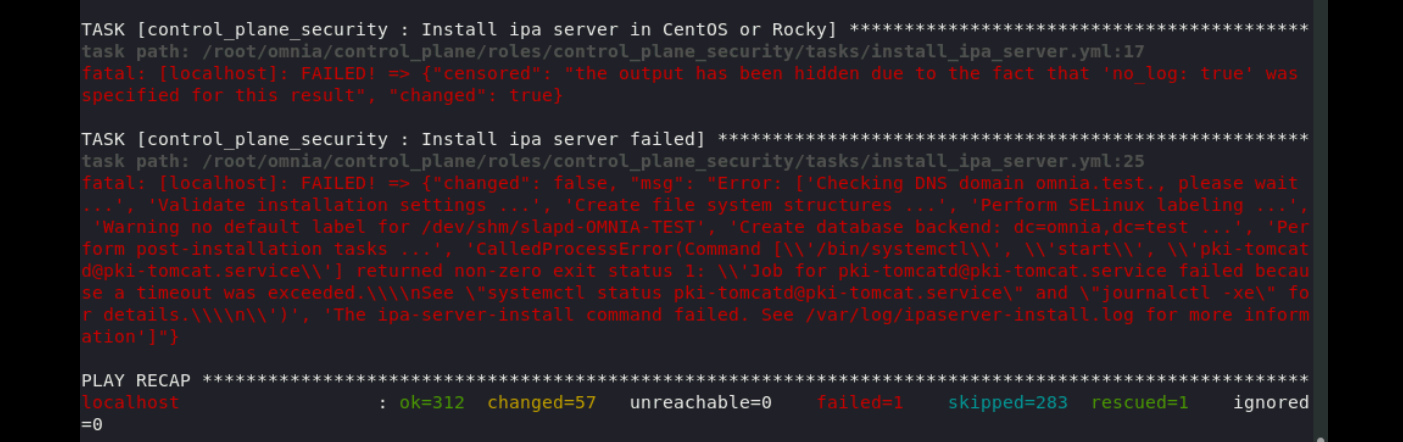 TASK [control_plane_security : Install ipa server in CentOS or Rocky] ******************************************
task path: /root/omnia/control_plane/roles/control_plane_security/tasks/install_ipa_server.yml:17
fatal: [localhost]: FAILED! => {"censored": "the output has been hidden due to the fact that 'no_log: true' was
specified for this result", "changed": true}
TASK [control_plane_security : Install ipa server failed] ******************************************************
task path: /root/omnia/control_plane/roles/control_plane_security/tasks/install_ipa_server.yml:25
fatal: [localhost]: FAILED! => {"changed": false, "msg": "Error: ['Checking DNS domain omnia.test., please wait
...', 'Validate installation settings ...', 'Create file system structures ...', 'Perform SELinux labeling ...',
'Warning no default label for /dev/shm/slapd-OMNIA-TEST', 'Create database backend: dc=omnia,dc=test ...', 'Per
form post-installation tasks ...', 'CalledProcessError(Command [\\'/bin/systemctl\\', \\'start\\', \\'pki-tomcat
d@pki-tomcat.service\\'] returned non-zero exit status 1: \\'Job for pki-tomcatd@pki-tomcat.service failed becau
se a timeout was exceeded.\\\\nSee \"systemctl status pki-tomcatd@pki-tomcat.service\" and \"journalctl -xe\" fo
r details.\\\\n\\')', 'The ipa-server-install command failed. See /var/log/ipaserver-install.log for more inform
ation']"}
PLAY RECAP *****************************************************************************************************
localhost : ok=312 changed=57 unreachable=0 failed=1 skipped=283 rescued=1 ignored
=0